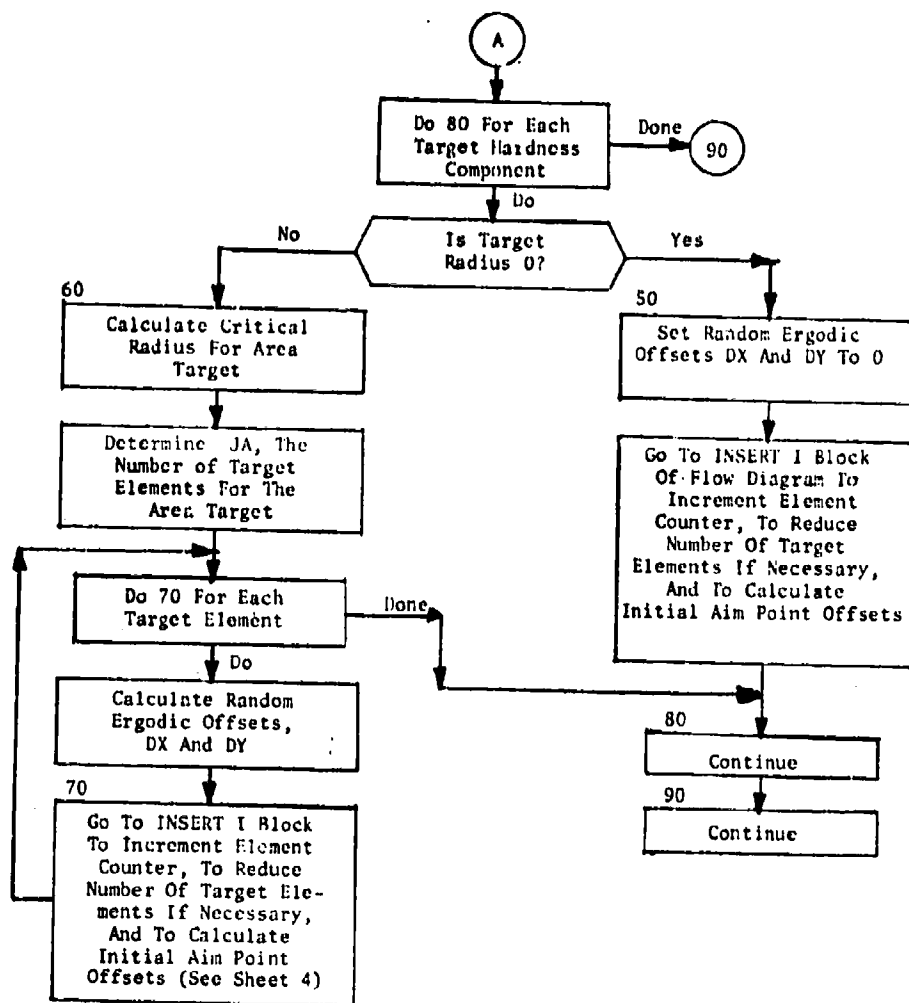 A
Do 80 For Each
Target Hardness
Component
Done
90
Do
Is Target
Radius 0?
No
Yes
60
Calculate Critical
Radius For Area
Target
Determine JA, The
Number of Target
Elements For The
Area Target
Do 70 For Each
Target Element
Done
Do
Calculate Random
Ergodic Offsets,
DX And DY
70
Go To INSERT I Block
To Increment Element
Counter, To Reduce
Number Of Target Ele-
ments If Necessary,
And To Calculate
Initial Aim Point
Offsets (See Sheet 4)
50
Set Random Ergodic
Offsets DX And DY To 0
Go To INSERT I Block
Of Flow Diagram To
Increment Element
Counter, To Reduce
Number Of Target
Elements If Necessary,
And To Calculate
Initial Aim Point Offsets
80
Continue
90
Continue